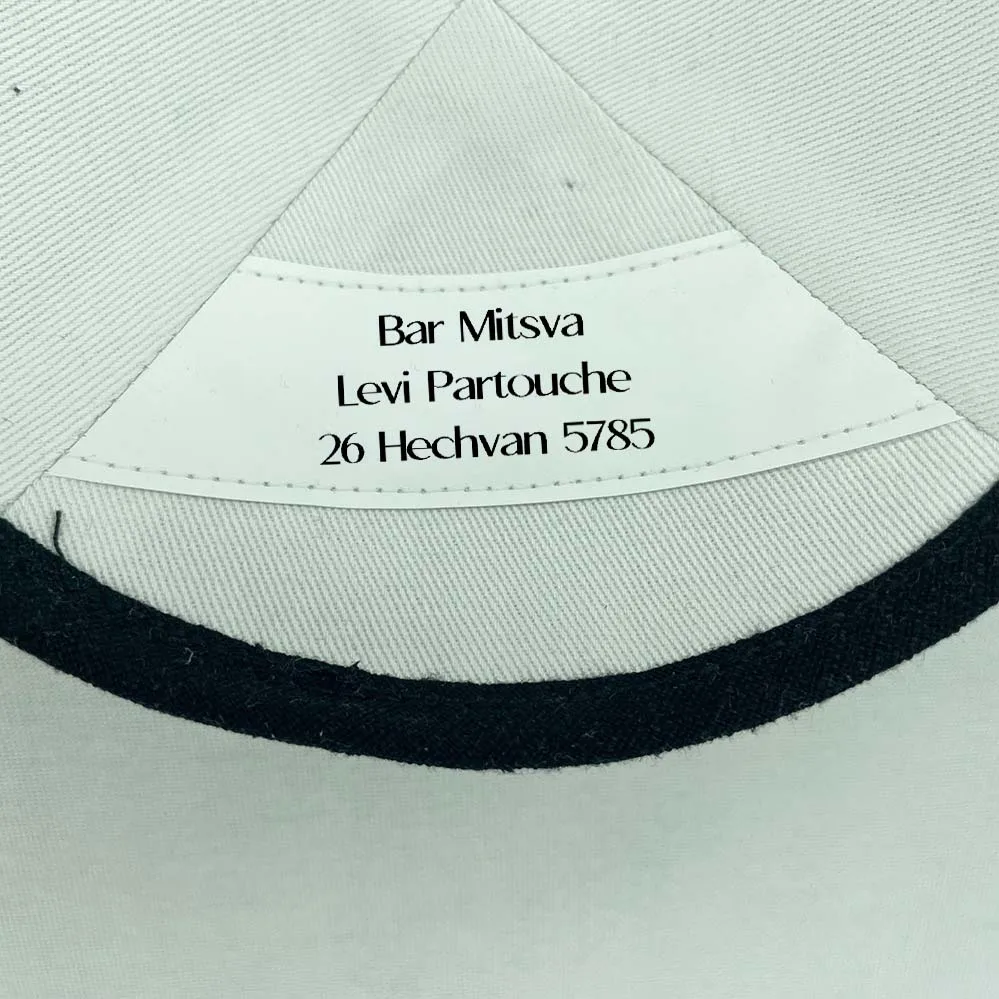 Bar Mitsva
Levi Partouche
26 Hechvan 5785